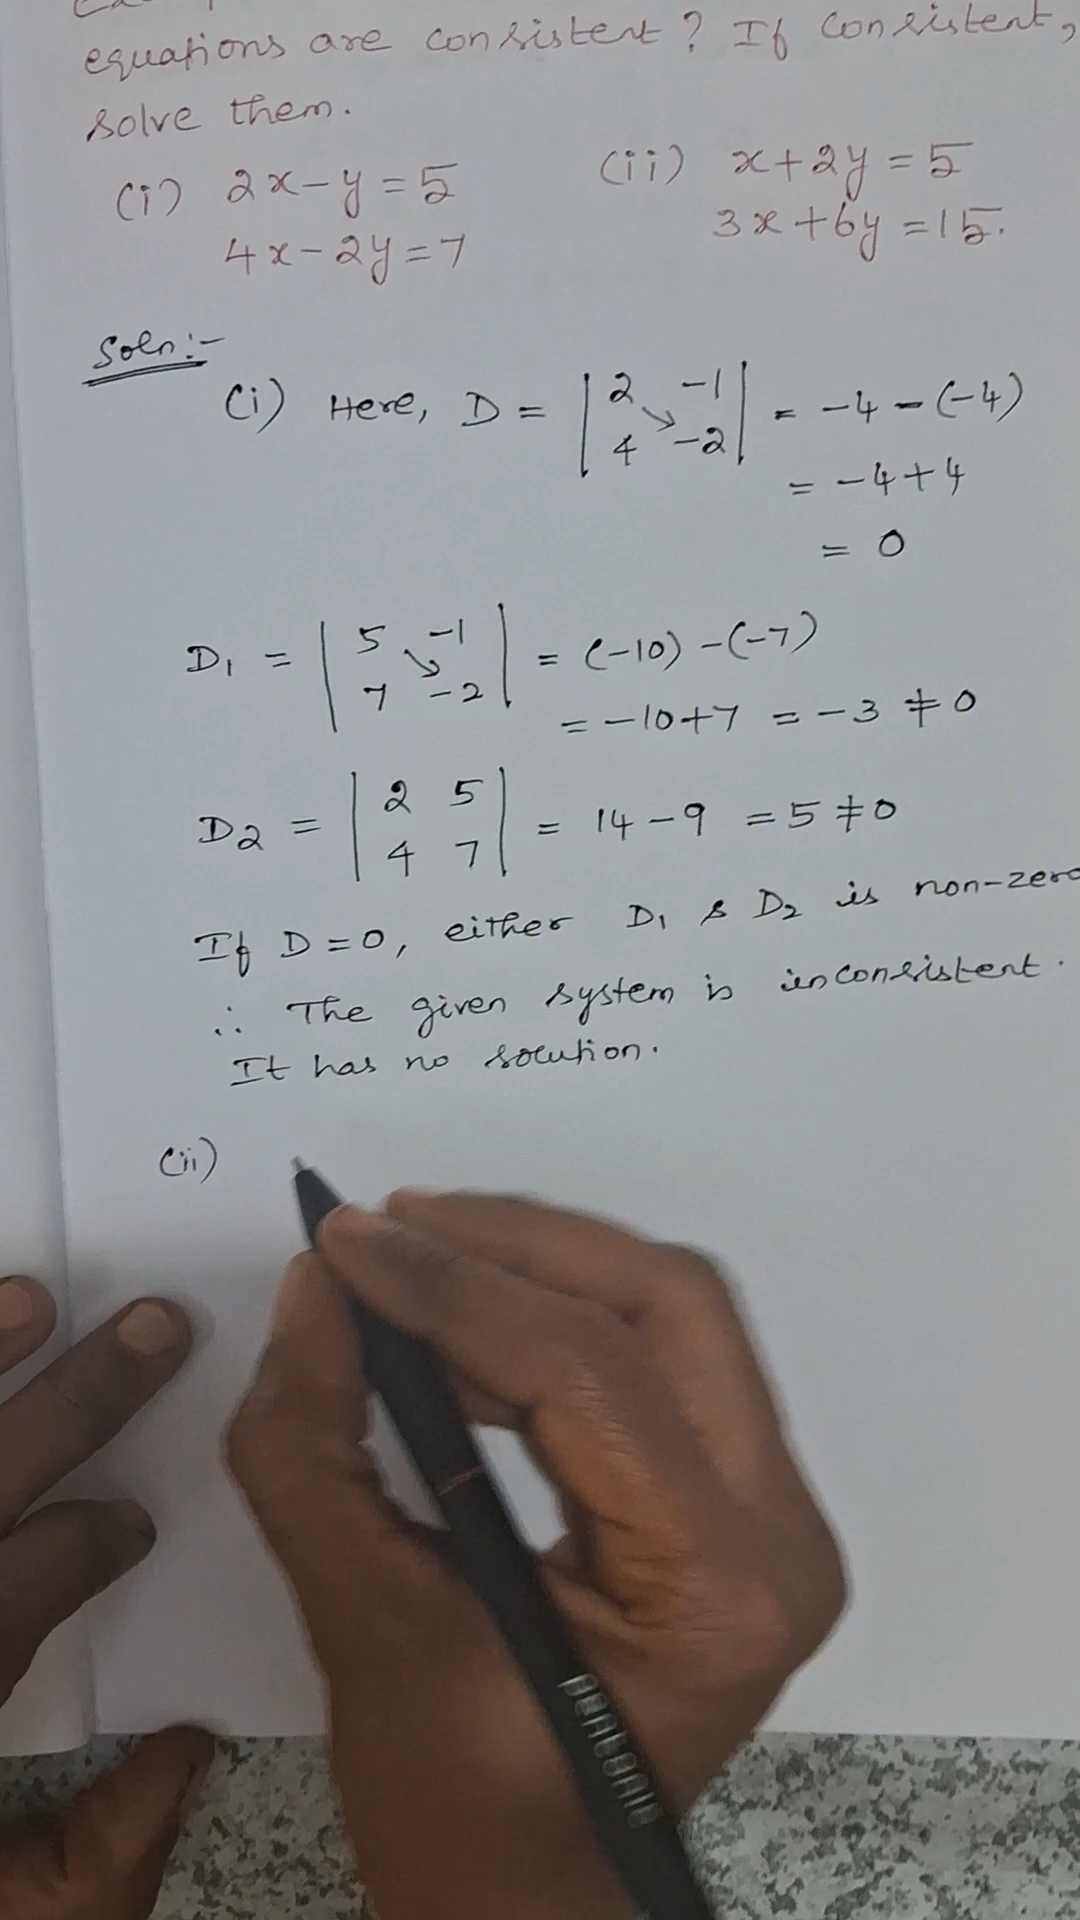 equations are consistent? If consistent,
solve them.
(i) 2x-y=5 (ii) x+2y=5
4x-2y=7 3x+6y=15.
Soln:-
(i) Here, D = | 2 -1 | = -4-(-4)
| 4 -2 |
= -4+4
= 0
D₁ = | 5 -1 | = (-10)-(-7)
| 7 -2 |
= -10+7 = -3 ≠ 0
D₂ = | 2 5 | = 14-9 = 5 ≠ 0
| 4 7 |
If D=0, either D₁ & D₂ is non-zero
∴ The given system is inconsistent.
It has no solution.
(ii)